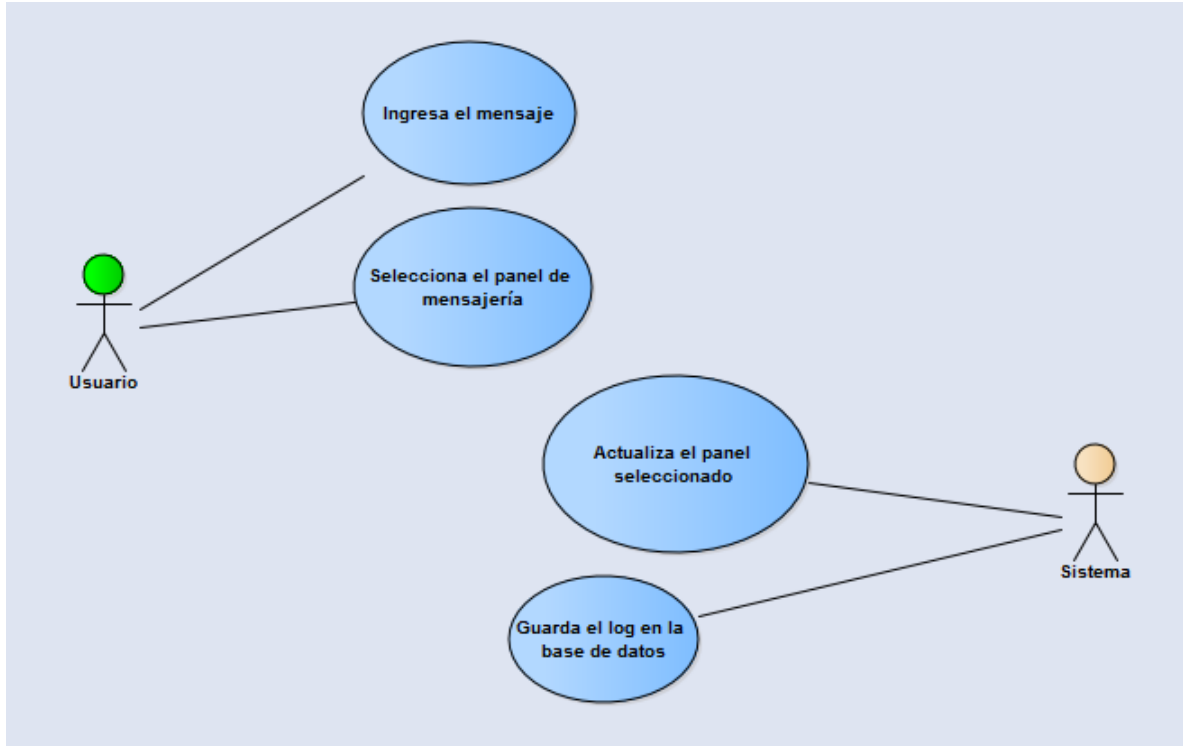 Ingresa el mensaje
Selecciona el panel de
mensajería
Usuario
Actualiza el panel
seleccionado
Sistema
Guarda el log en la
base de datos